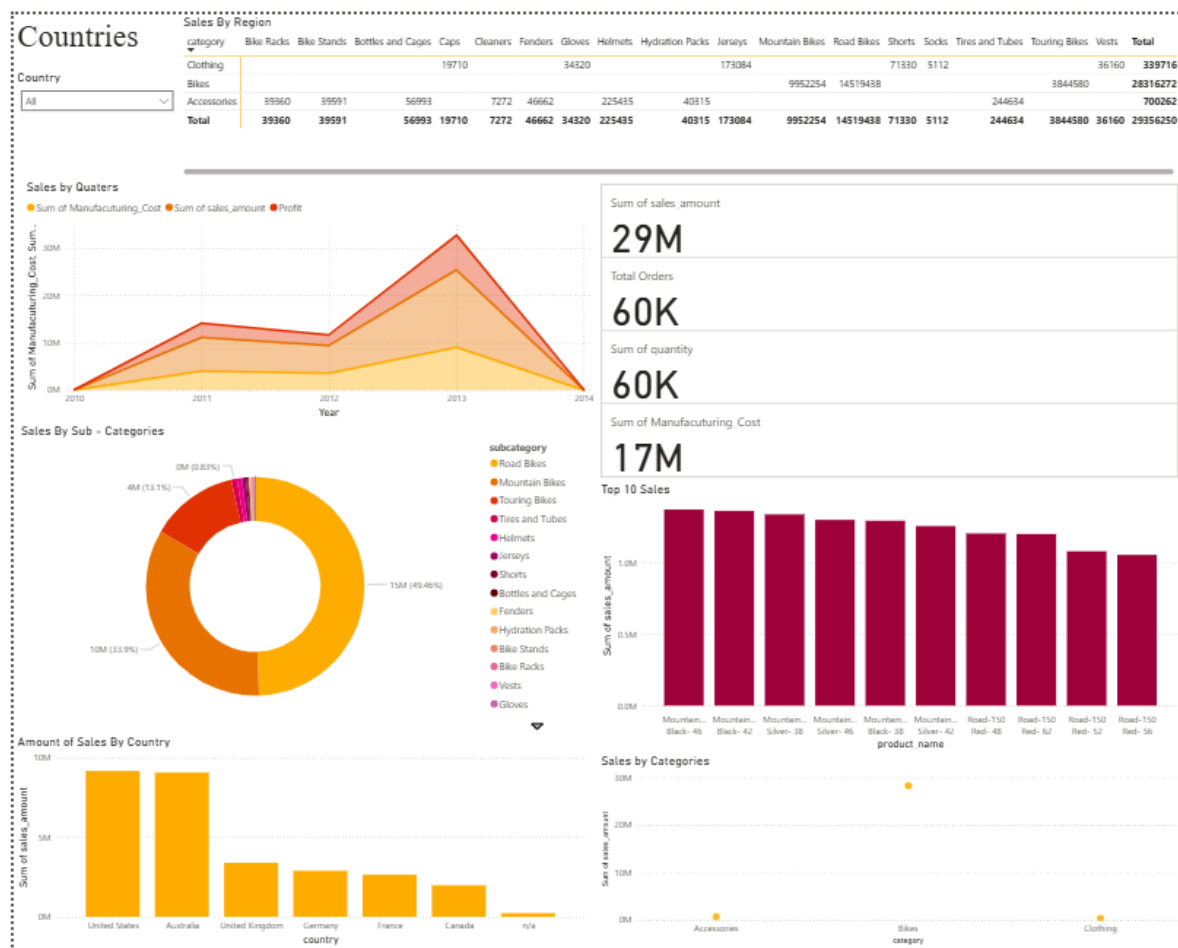 Countries
Country
All
Sales By Region
category Bike Racks Bike Stands Bottles and Cages Caps Cleaners Fenders Gloves Helmets Hydration Packs Jerseys Mountain Bikes Road Bikes Shorts Socks Tires and Tubes Touring Bikes Vests Total
Clothing 19710 34320 173084 71330 5112 36160 339716
Bikes 9952254 14519438 3844580 28316272
Accessories 39360 39591 56993 7272 46662 225435 40315 244634 700262
Total 39360 39591 56993 19710 7272 46662 34320 225435 40315 173084 9952254 14519438 71330 5112 244634 3844580 36160 29356250
Sales by Quaters
Sum of Manufacuturing_Cost Sum of sales_amount Profit
Sum of Manufacuturing_Cost, Sum...
30M
20M
10M
0M
2010 2011 2012 2013 2014
Year
Sum of sales_amount
29M
Total Orders
60K
Sum of quantity
60K
Sum of Manufacuturing_Cost
17M
Sales By Sub - Categories
0M (0.83%)
4M (13.1%)
15M (49.46%)
10M (33.9%)
subcategory
Road Bikes
Mountain Bikes
Touring Bikes
Tires and Tubes
Helmets
Jerseys
Shorts
Bottles and Cages
Fenders
Hydration Packs
Bike Stands
Bike Racks
Vests
Gloves
Top 10 Sales
Sum of sales_amount
1.0M
0.5M
0.0M
Mountain... Mountain... Mountain... Mountain... Mountain... Mountain... Road-150 Road-150 Road-150 Road-150
Black- 46 Black- 42 Silver- 38 Silver- 46 Black- 38 Silver- 42 Red- 48 Red- 62 Red- 52 Red- 56
product_name
Amount of Sales By Country
Sum of sales_amount
10M
5M
0M
United States Australia United Kingdom Germany France Canada n/a
country
Sales by Categories
Sum of sales_amount
30M
20M
10M
0M
Accessories Bikes Clothing
category